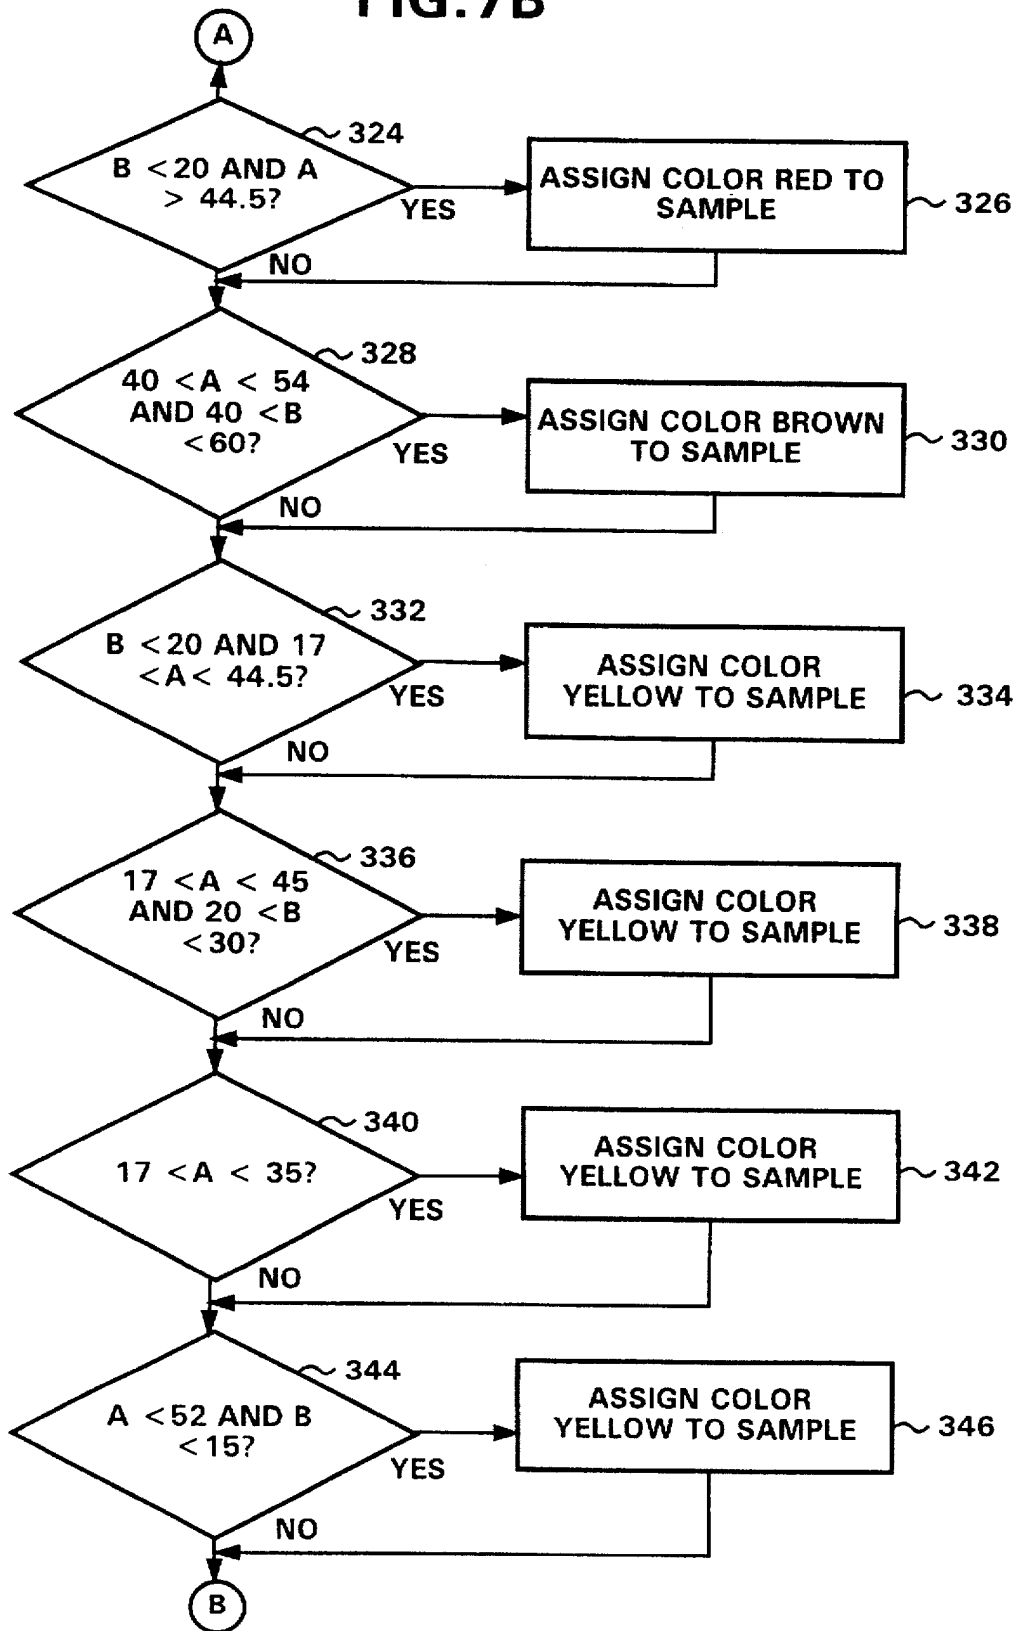 FIG. 7B
A
324
B <20 AND A
> 44.5?
YES
ASSIGN COLOR RED TO
SAMPLE
326
NO
328
40 <A < 54
AND 40 <B
<60?
YES
ASSIGN COLOR BROWN
TO SAMPLE
330
NO
332
B <20 AND 17
<A< 44.5?
YES
ASSIGN COLOR
YELLOW TO SAMPLE
334
NO
336
17 <A < 45
AND 20 <B
<30?
YES
ASSIGN COLOR
YELLOW TO SAMPLE
338
NO
340
17 <A < 35?
YES
ASSIGN COLOR
YELLOW TO SAMPLE
342
NO
344
A <52 AND B
<15?
YES
ASSIGN COLOR
YELLOW TO SAMPLE
346
NO
B